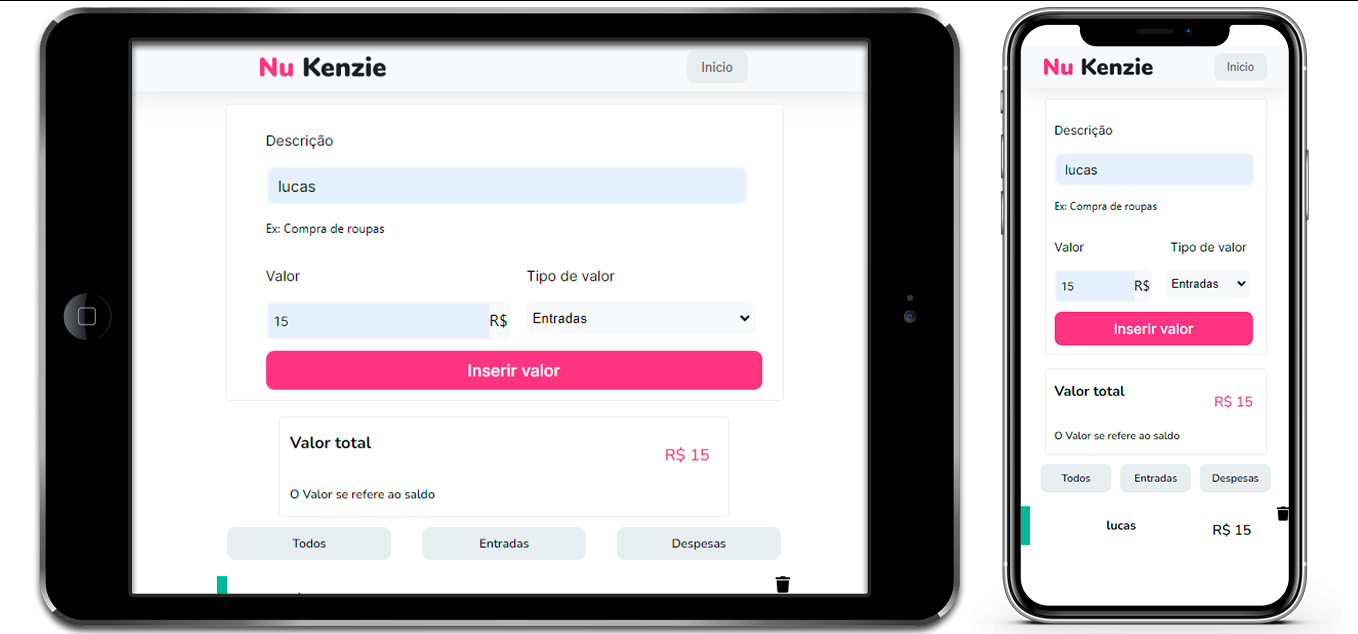 Nu Kenzie
Inicio
Descrição
lucas
Ex: Compra de roupas
Valor
Tipo de valor
15
R$
Entradas
Inserir valor
Valor total
R$ 15
O Valor se refere ao saldo
Todos
Entradas
Despesas
Nu Kenzie
Inicio
Descrição
lucas
Ex: Compra de roupas
Valor
Tipo de valor
15
R$
Entradas
Inserir valor
Valor total
R$ 15
O Valor se refere ao saldo
Todos
Entradas
Despesas
lucas
R$ 15